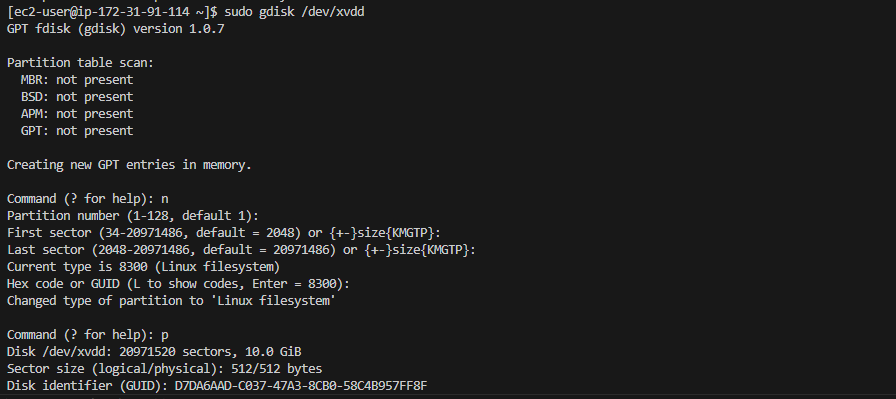 [ec2-user@ip-172-31-91-114 ~]$ sudo gdisk /dev/xvdd
GPT fdisk (gdisk) version 1.0.7
Partition table scan:
  MBR: not present
  BSD: not present
  APM: not present
  GPT: not present
Creating new GPT entries in memory.
Command (? for help): n
Partition number (1-128, default 1):
First sector (34-20971486, default = 2048) or {+-}size{KMGTP}:
Last sector (2048-20971486, default = 20971486) or {+-}size{KMGTP}:
Current type is 8300 (Linux filesystem)
Hex code or GUID (L to show codes, Enter = 8300):
Changed type of partition to 'Linux filesystem'
Command (? for help): p
Disk /dev/xvdd: 20971520 sectors, 10.0 GiB
Sector size (logical/physical): 512/512 bytes
Disk identifier (GUID): D7DA6AAD-C037-47A3-8CB0-58C4B957FF8F